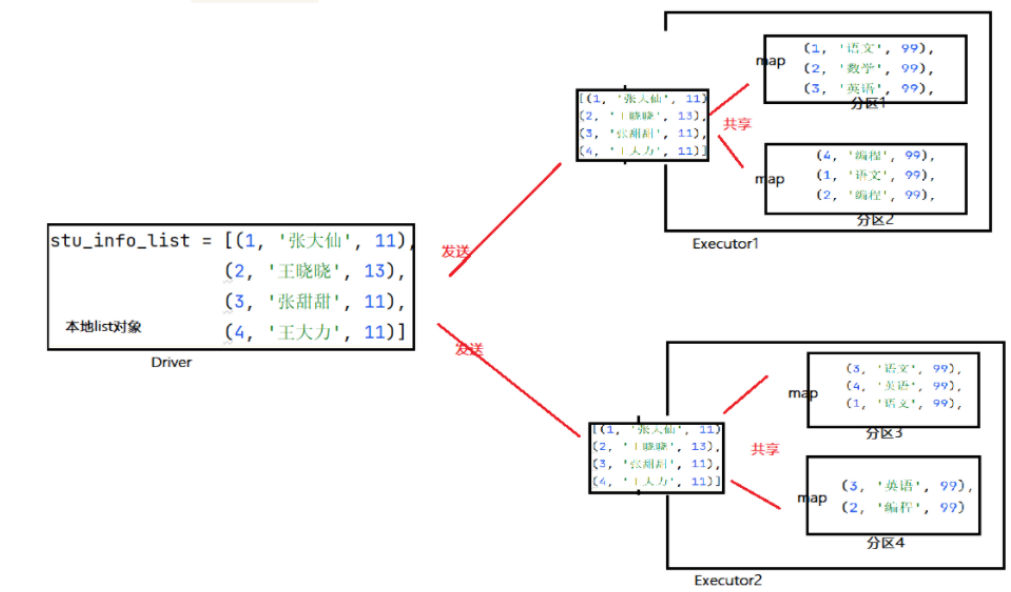 stu_info_list = [(1, '张大仙', 11),
(2, '王晓晓', 13),
(3, '张甜甜', 11),
(4, '王大力', 11)]
本地list对象
Driver
发送
发送
[(1, '张大仙', 11)
(2, '王晓晓', 13),
(3, '张甜甜', 11),
(4, '王大力', 11)]
共享
map
(1, '语文', 99),
(2, '数学', 99),
(3, '英语', 99),
分区1
map
(4, '编程', 99),
(1, '语文', 99),
(2, '编程', 99),
分区2
Executor1
[(1, '张大仙', 11)
(2, '王晓晓', 13),
(3, '张甜甜', 11),
(4, '王大力', 11)]
共享
map
(3, '语文', 99),
(4, '英语', 99),
(1, '语文', 99),
分区3
map
(3, '英语', 99),
(2, '编程', 99)
分区4
Executor2